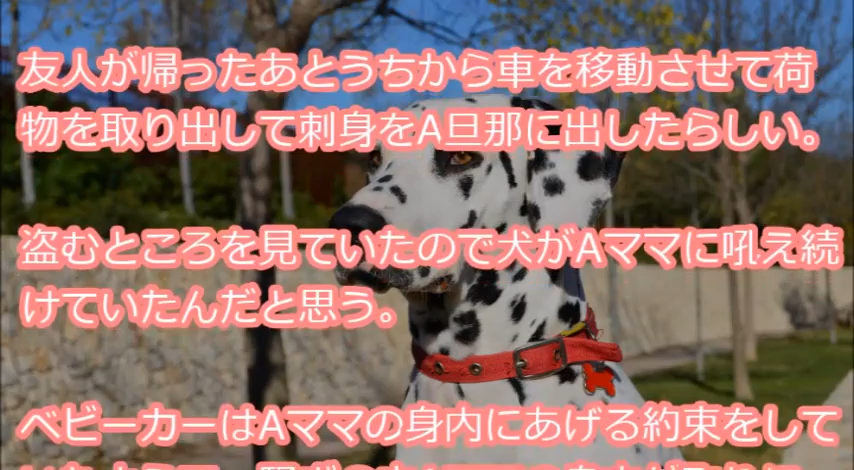 友人が帰ったあとうちから車を移動させて荷
物を取り出して刺身をA旦那に出したらしい。
盗むところを見ていたので犬がAママに吼え続
けていたんだと思う。
ベビーカーはAママの身内にあげる約束をして